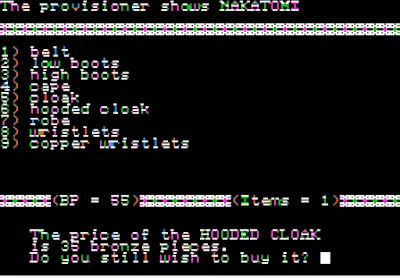 The provisioner shows NAKATOMI
1) belt
2) low boots
3) high boots
4) cape
5) cloak
6) hooded cloak
7) robe
8) wristlets
9) copper wristlets
(BP = 55) (Items = 1)
The price of the HOODED CLOAK
is 35 bronze pieces.
Do you still wish to buy it?